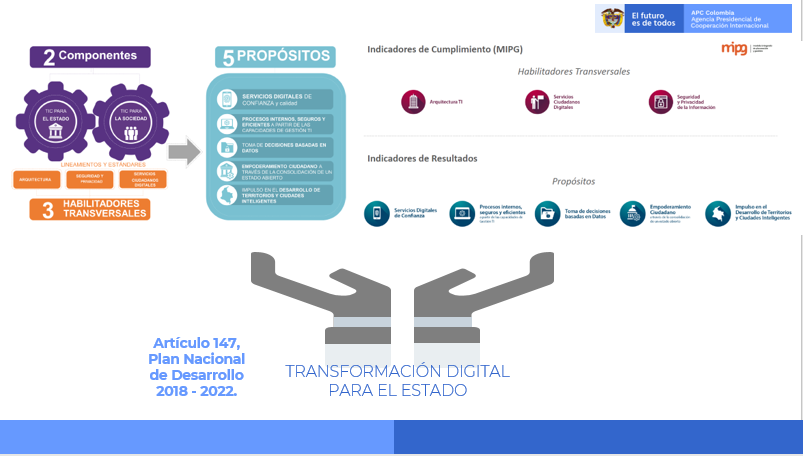 El futuro
es de todos
APC Colombia
Agencia Presidencial de
Cooperación Internacional
2 Componentes
TIC PARA
EL ESTADO
TIC PARA
LA SOCIEDAD
LINEAMIENTOS Y ESTÁNDARES
ARQUITECTURA
SEGURIDAD Y
PRIVACIDAD
SERVICIOS
CIUDADANOS
DIGITALES
3 HABILITADORES
TRANSVERSALES
5 PROPÓSITOS
SERVICIOS DIGITALES DE
CONFIANZA y calidad
PROCESOS INTERNOS, SEGUROS Y
EFICIENTES A PARTIR DE LAS
CAPACIDADES DE GESTIÓN TI
TOMA DE DECISIONES BASADAS EN
DATOS
EMPODERAMIENTO CIUDADANO A
TRAVÉS DE LA CONSOLIDACIÓN DE UN
ESTADO ABIERTO
IMPULSO EN EL DESARROLLO DE
TERRITORIOS Y CIUDADES
INTELIGENTES
Indicadores de Cumplimiento (MIPG)
mipg
Habilitadores Transversales
Arquitectura TI
Servicios
Ciudadanos
Digitales
Seguridad
y Privacidad
de la Información
Indicadores de Resultados
Propósitos
Servicios Digitales
de Confianza
Procesos internos,
seguros y eficientes
Toma de decisiones
basadas en Datos
Empoderamiento
Ciudadano
Impulso en el
Desarrollo de Territorios
y Ciudades Inteligentes
Artículo 147,
Plan Nacional
de Desarrollo
2018 - 2022.
TRANSFORMACIÓN DIGITAL
PARA EL ESTADO